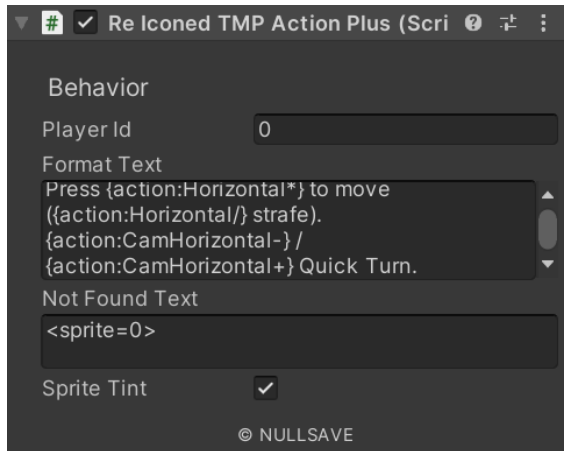 # Re Iconed TMP Action Plus (Scri
Behavior
Player Id 0
Format Text
Press {action:Horizontal*} to move
({action:Horizontal/} strafe).
{action:CamHorizontal-} /
{action:CamHorizontal+} Quick Turn.
Not Found Text
<sprite=0>
Sprite Tint
© NULLSAVE